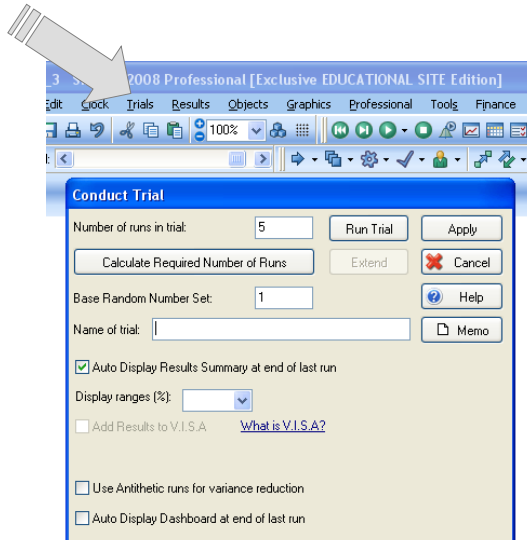 _3 S 2008 Professional [Exclusive EDUCATIONAL SITE Edition]
Edit Clock Trials Results Objects Graphics Professional Tools Finance
100%
Conduct Trial
Number of runs in trial: 5 Run Trial Apply
Calculate Required Number of Runs Extend Cancel
Base Random Number Set: 1 Help
Name of trial: Memo
Auto Display Results Summary at end of last run
Display ranges (%):
Add Results to V.I.S.A What is V.I.S.A?
Use Antithetic runs for variance reduction
Auto Display Dashboard at end of last run